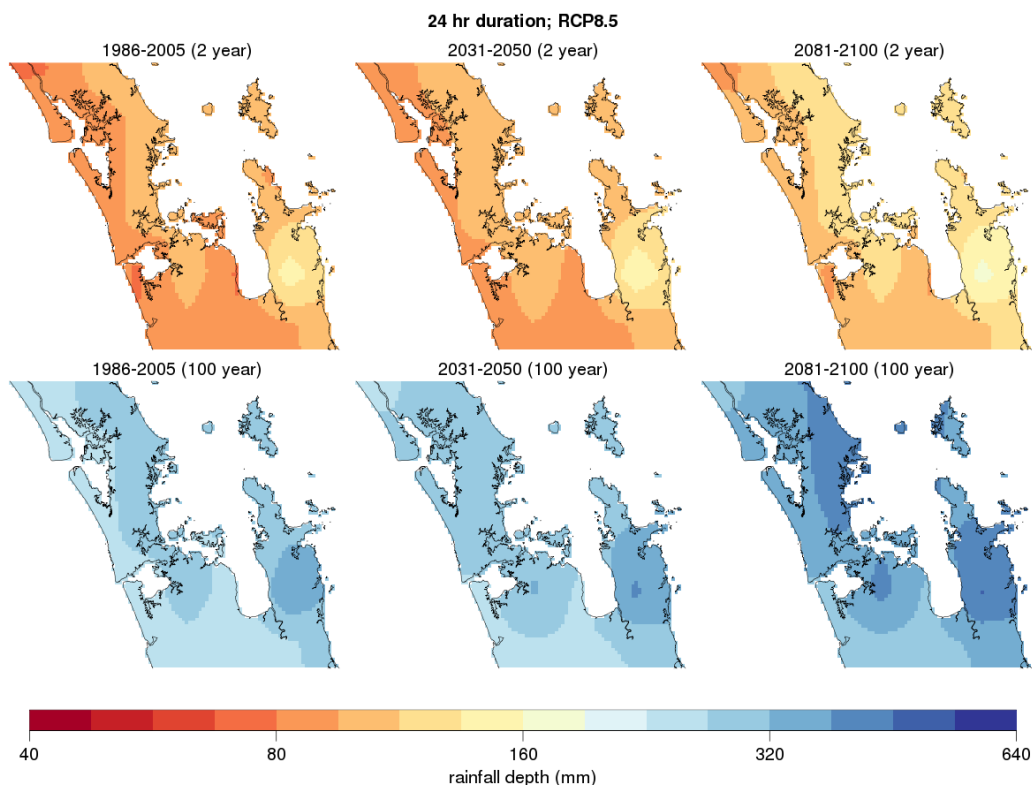 24 hr duration; RCP8.5
1986-2005 (2 year)
2031-2050 (2 year)
2081-2100 (2 year)
1986-2005 (100 year)
2031-2050 (100 year)
2081-2100 (100 year)
40
80
160
320
640
rainfall depth (mm)